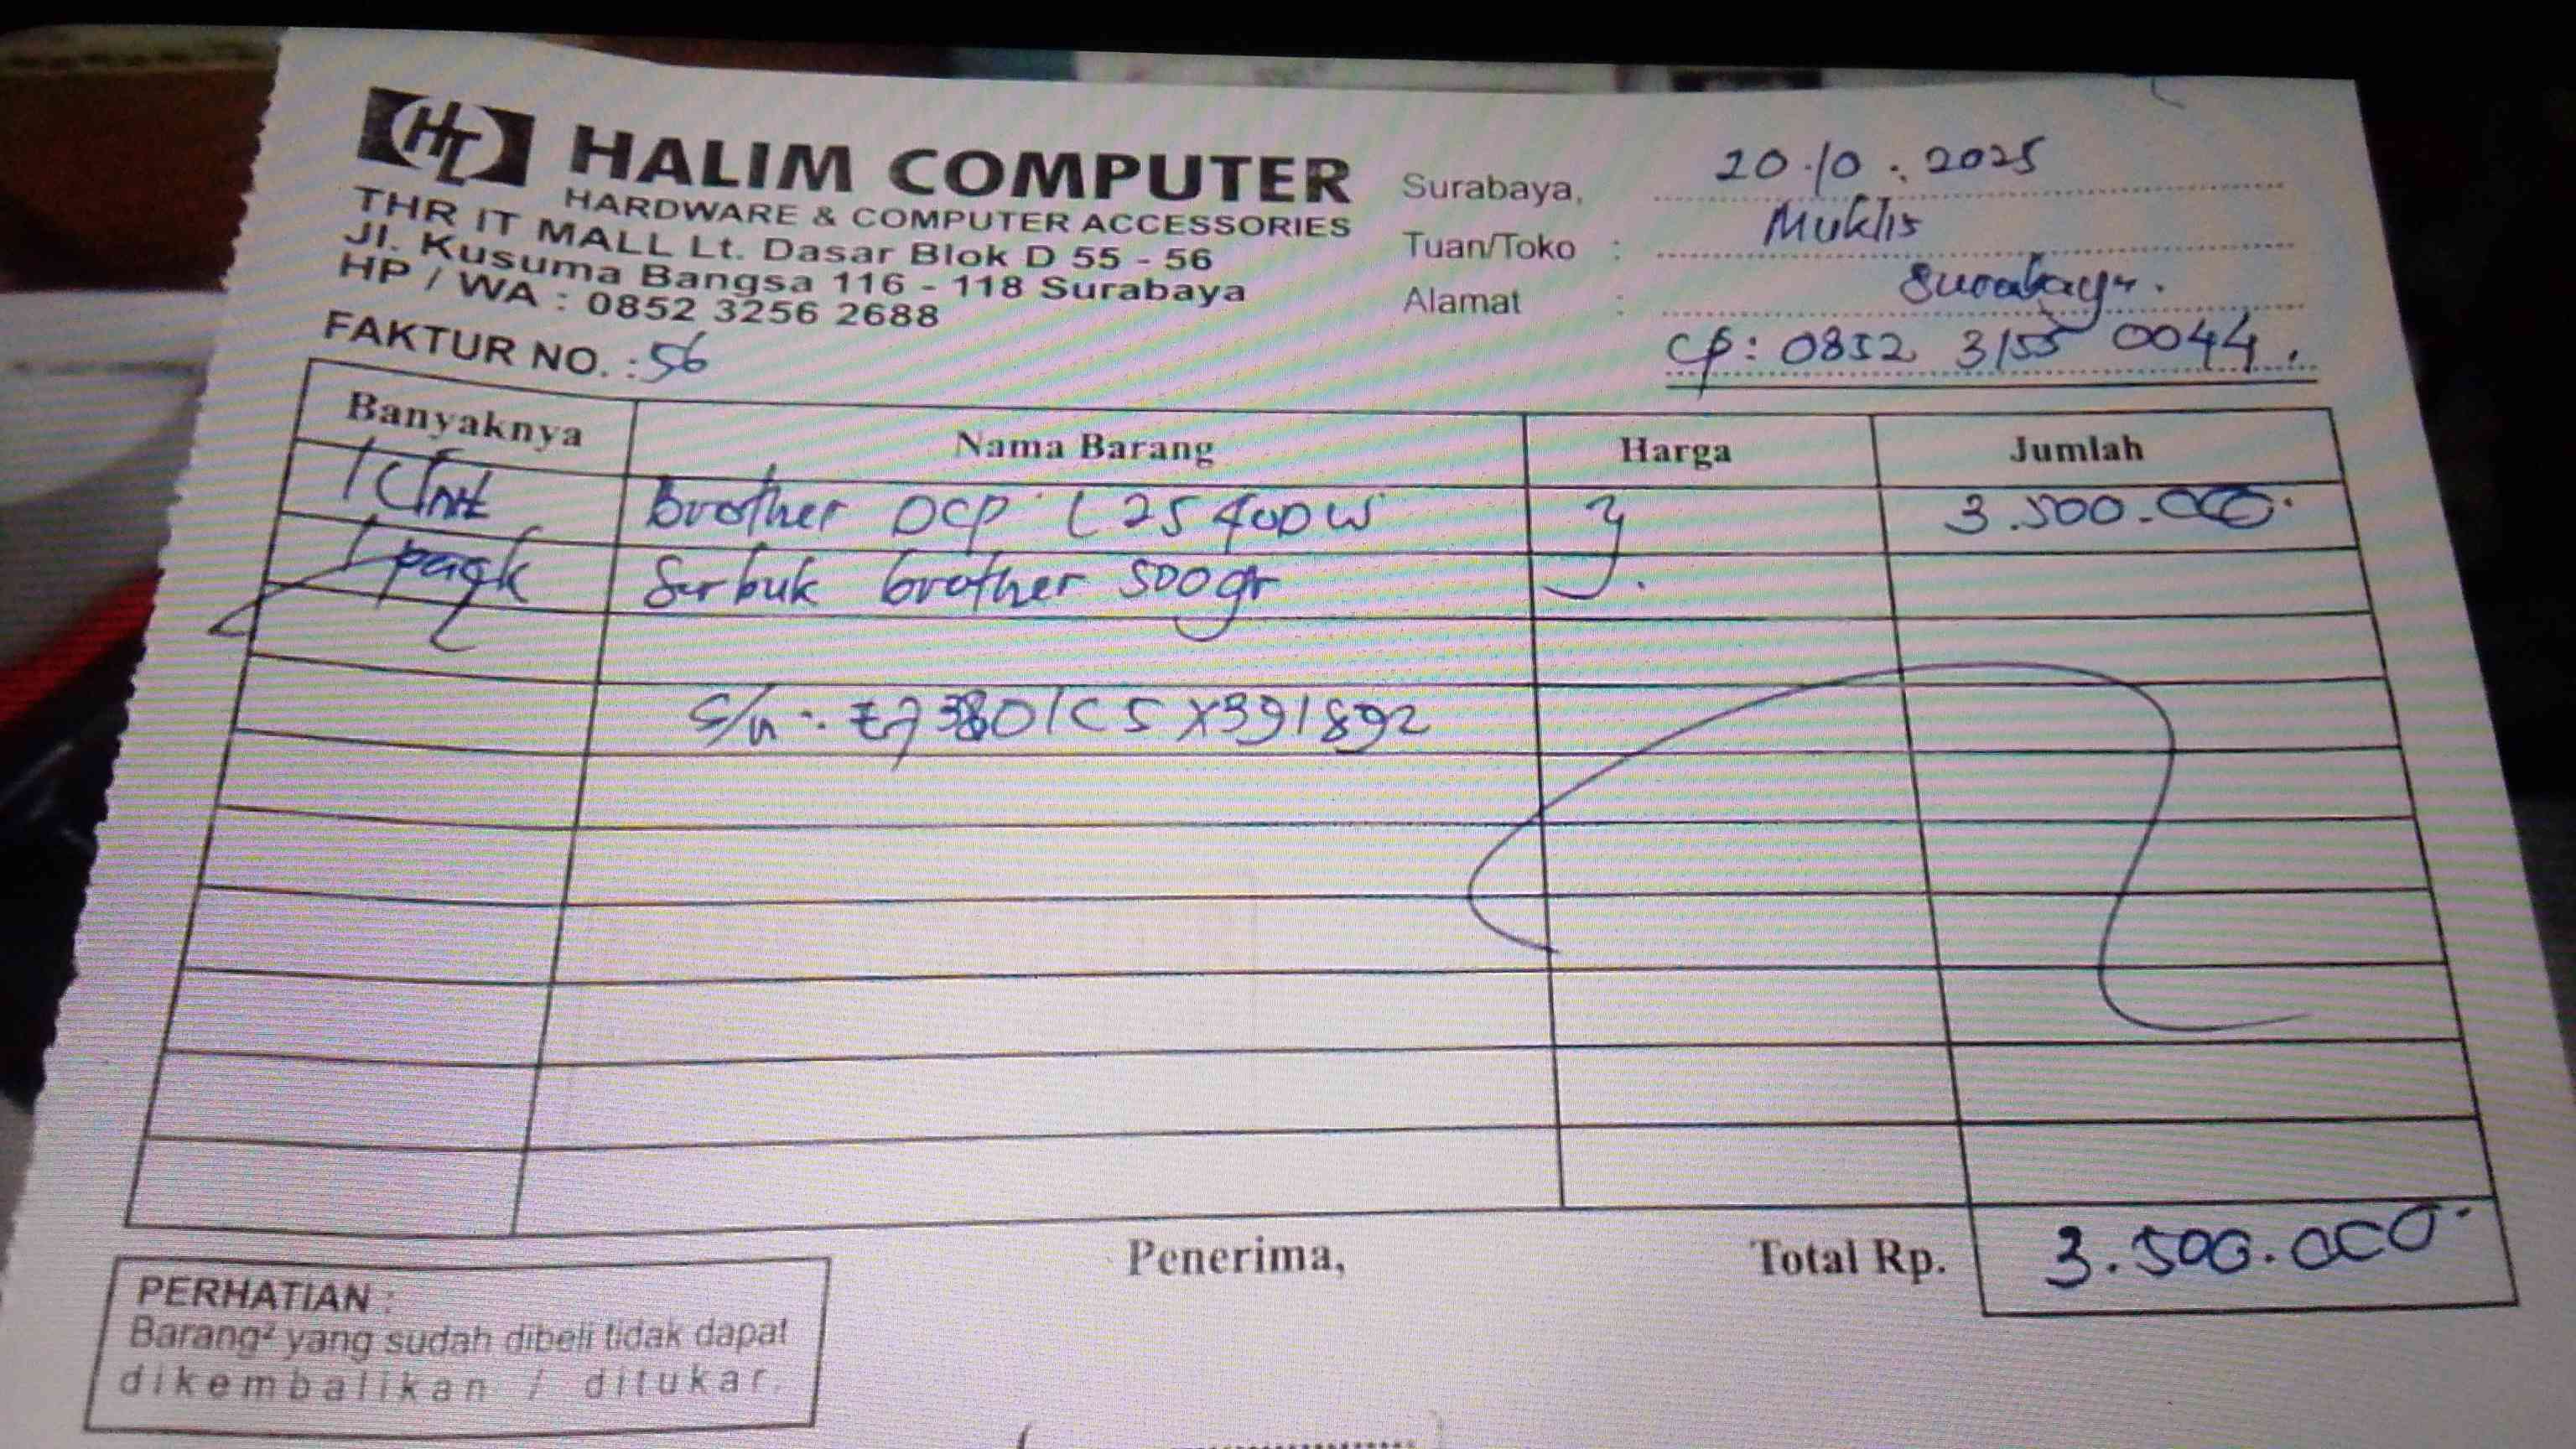 HT HALIM COMPUTER
HARDWARE & COMPUTER ACCESSORIES
THR IT MALL Lt. Dasar Blok D 55 - 56
Jl. Kusuma Bangsa 116 - 118 Surabaya
HP / WA : 0852 3256 2688
FAKTUR NO. : 56
Surabaya, 20.10.2025
Tuan/Toko : Muklis
Alamat : Surabaya.
cp: 0852 3155 0044.
Banyaknya Nama Barang Harga Jumlah
1 Brother DCP L2540DW 3.500.000.
1 Serbuk brother 500gr
S/N : E73801C5X391892
Penerima, Total Rp. 3.500.000.
PERHATIAN :
Barang² yang sudah dibeli tidak dapat
dikembalikan / ditukar.